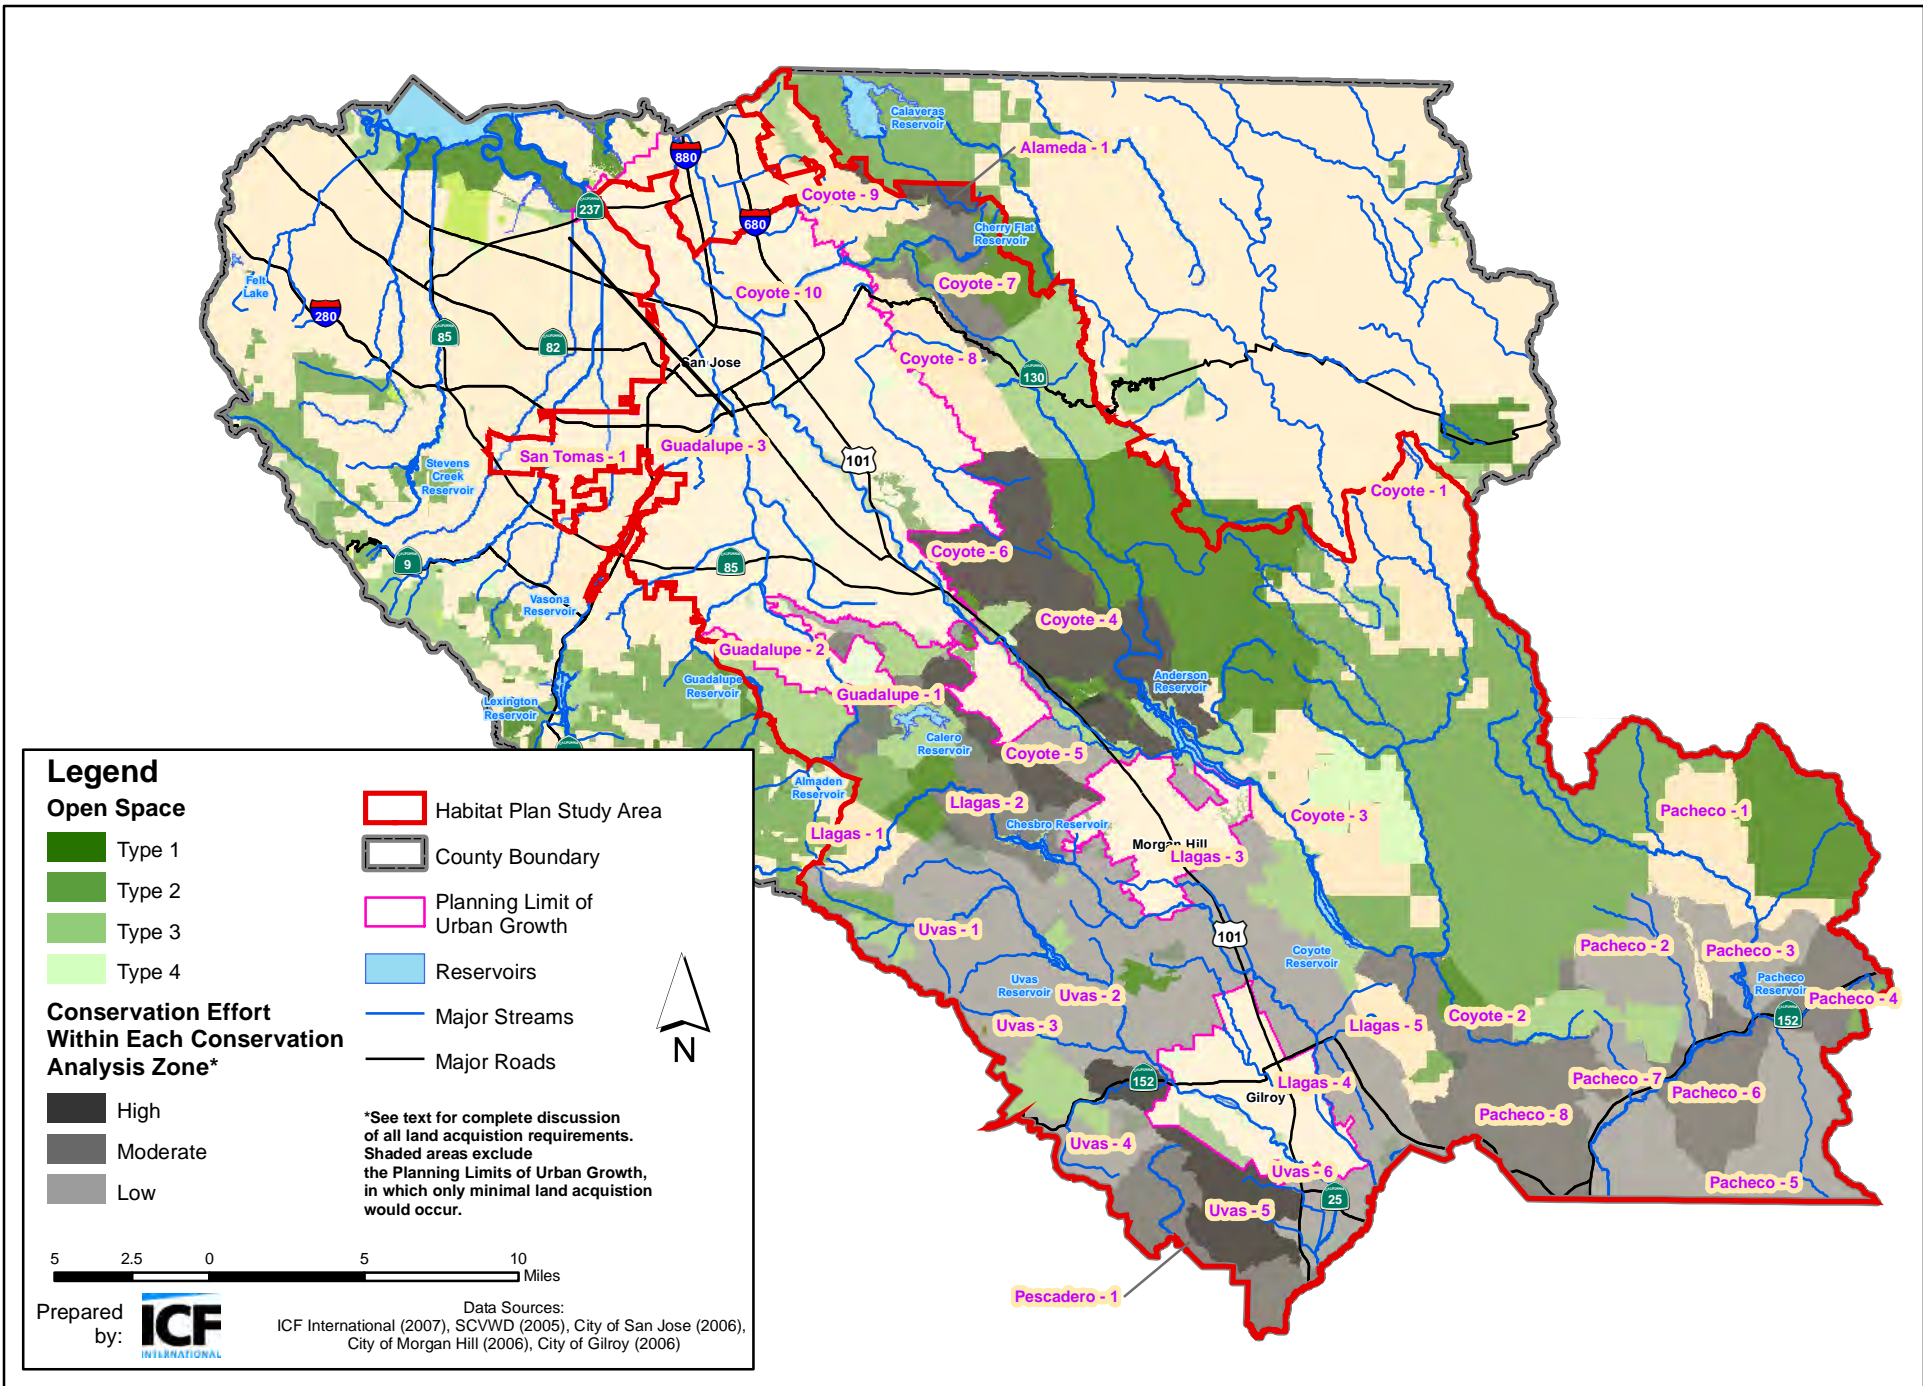 Calaveras
Reservoir
Alameda - 1
880
Coyote - 9
237
680
Cherry Flat
Reservoir
Felt
Lake
Coyote - 7
Coyote - 10
280
85
82
San Jose
Coyote - 8
130
San Tomas - 1
Guadalupe - 3
101
Stevens
Creek
Reservoir
Coyote - 1
9
85
Coyote - 6
Vasona
Reservoir
Coyote - 4
Guadalupe - 2
Guadalupe
Reservoir
Guadalupe - 1
Anderson
Reservoir
Lexington
Reservoir
Calero
Reservoir
Coyote - 5
Almaden
Reservoir
Llagas - 2
Llagas - 1
Chesbro Reservoir
Coyote - 3
Pacheco - 1
Morgan Hill
Llagas - 3
Uvas - 1
101
Coyote
Reservoir
Pacheco - 2
Pacheco - 3
Uvas
Reservoir
Uvas - 2
Pacheco
Reservoir
Pacheco - 4
Uvas - 3
Llagas - 5
Coyote - 2
152
152
Llagas - 4
Gilroy
Pacheco - 7
Pacheco - 6
Pacheco - 8
Uvas - 4
Uvas - 6
Pacheco - 5
25
Uvas - 5
Pescadero - 1
Legend
Open Space
Type 1
Type 2
Type 3
Type 4
Conservation Effort
Within Each Conservation
Analysis Zone*
High
Moderate
Low
Habitat Plan Study Area
County Boundary
Planning Limit of
Urban Growth
Reservoirs
Major Streams
Major Roads
N
*See text for complete discussion
of all land acquistion requirements.
Shaded areas exclude
the Planning Limits of Urban Growth,
in which only minimal land acquistion
would occur.
5 2.5 0 5 10
Miles
Prepared
by:
ICF
INTERNATIONAL
Data Sources:
ICF International (2007), SCVWD (2005), City of San Jose (2006),
City of Morgan Hill (2006), City of Gilroy (2006)